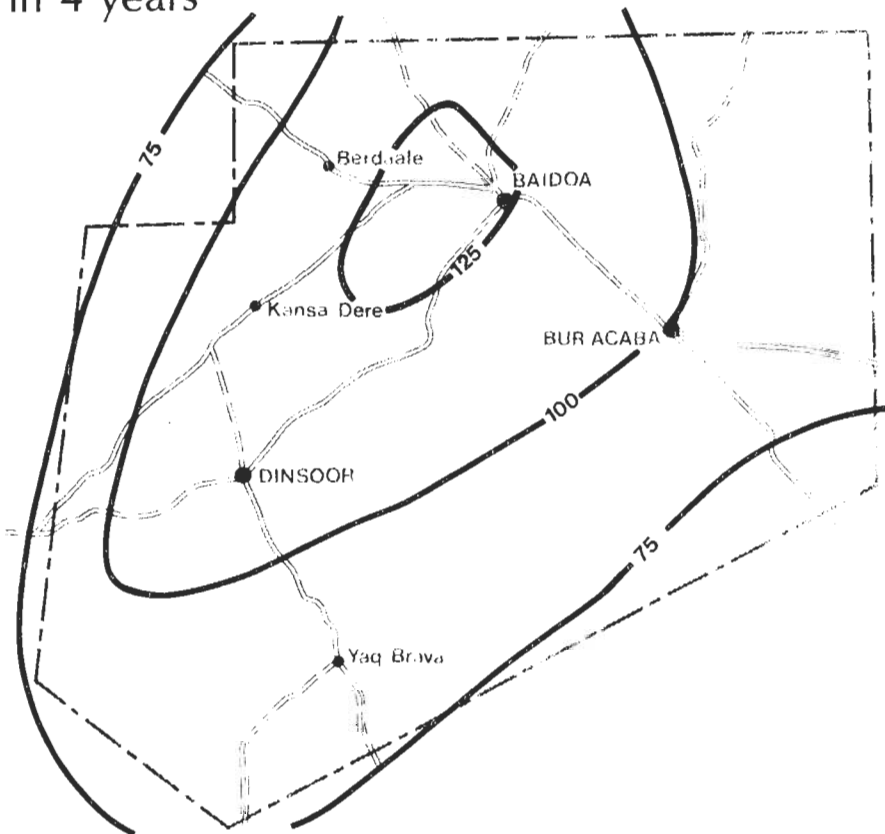 in 4 years
75
Berdaale
BAIDOA
125
Kansa Dere
BUR ACABA
100
DINSOOR
75
Yaq Brava